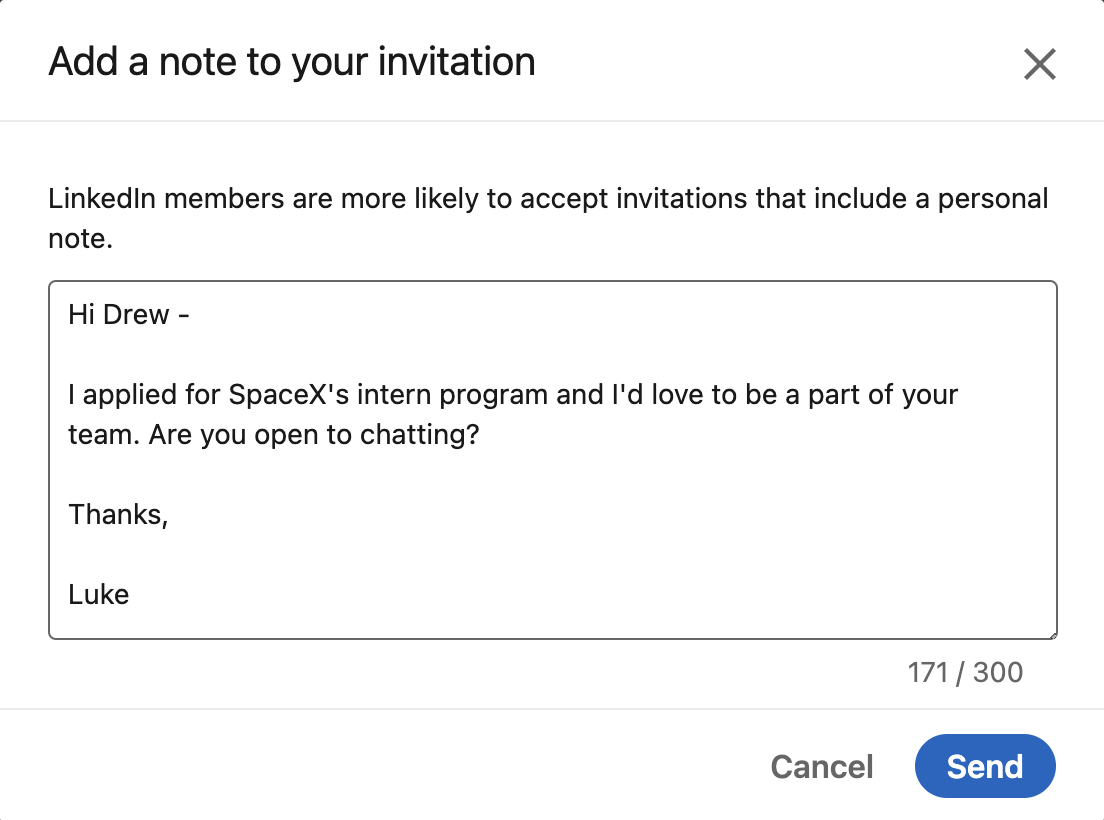 Add a note to your invitation
LinkedIn members are more likely to accept invitations that include a personal
note.
Hi Drew -
I applied for SpaceX's intern program and I'd love to be a part of your
team. Are you open to chatting?
Thanks,
Luke
171 / 300
Cancel
Send